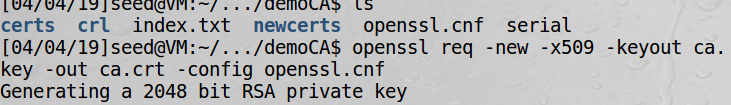 [04/04/19]seed@VM:~/.../demoCA$ ls
certs crl index.txt newcerts openssl.cnf serial
[04/04/19]seed@VM:~/.../demoCA$ openssl req -new -x509 -keyout ca.
key -out ca.crt -config openssl.cnf
Generating a 2048 bit RSA private key